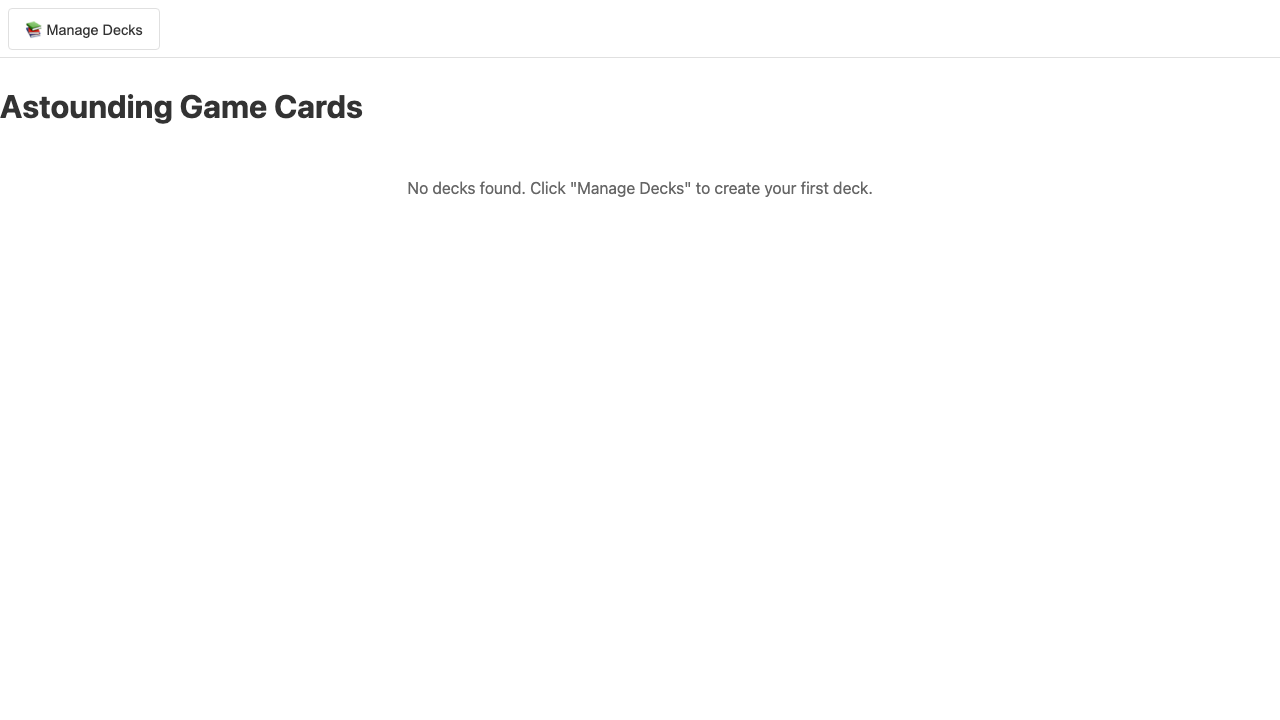 📚 Manage Decks
Astounding Game Cards
No decks found. Click "Manage Decks" to create your first deck.